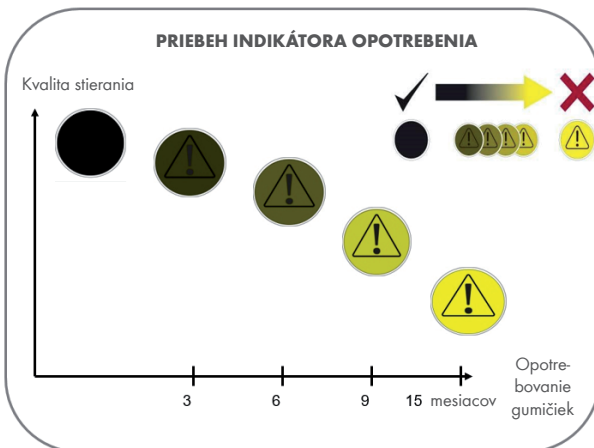 PRIEBEH INDIKÁTORA OPOTREBENIA
Kvalita stierania
3
6
9
15 mesiacov
Opotre-
bovanie
gumičiek